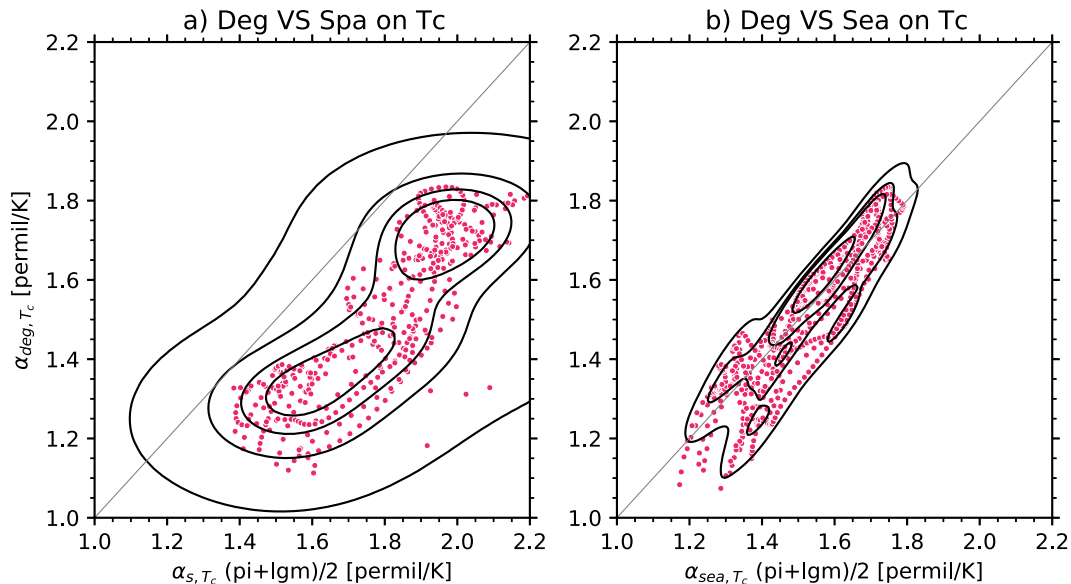 a) Deg VS Spa on Tc
2.2
2.0
1.8
1.6
1.4
1.2
1.0
α_{deg, T_c} [permil/K]
1.0 1.2 1.4 1.6 1.8 2.0 2.2
α_{s, T_c} (pi+lgm)/2 [permil/K]
b) Deg VS Sea on Tc
2.2
2.0
1.8
1.6
1.4
1.2
1.0
1.0 1.2 1.4 1.6 1.8 2.0 2.2
α_{sea, T_c} (pi+lgm)/2 [permil/K]